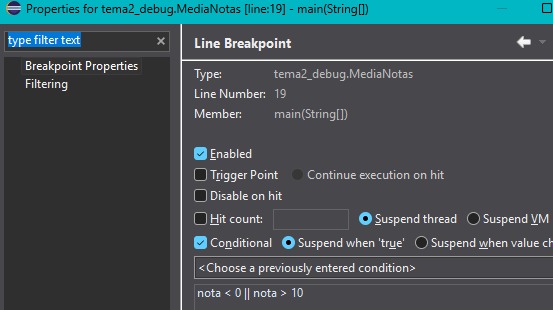 Properties for tema2_debug.MediaNotas [line:19] - main(String[])
type filter text
Breakpoint Properties
Filtering
Line Breakpoint
Type: tema2_debug.MediaNotas
Line Number: 19
Member: main(String[])
Enabled
Trigger Point Continue execution on hit
Disable on hit
Hit count: Suspend thread Suspend VM
Conditional Suspend when 'true' Suspend when value ch
<Choose a previously entered condition>
nota < 0 || nota > 10